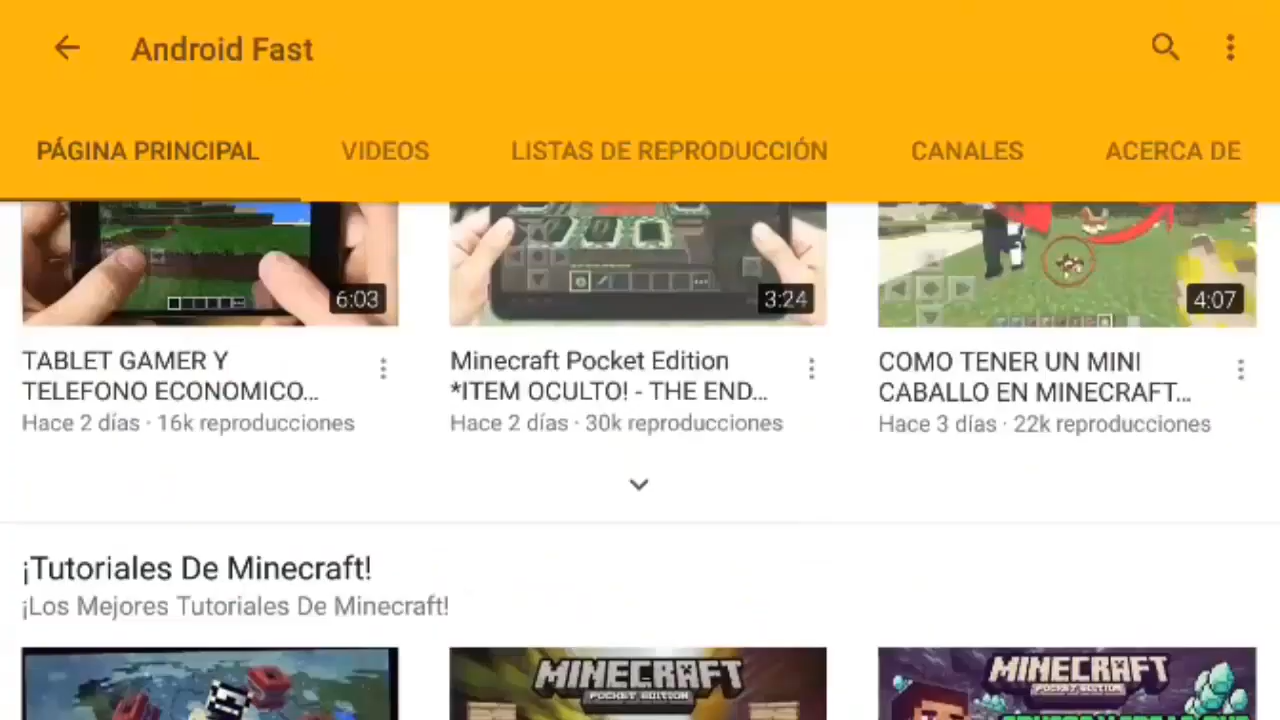 Android Fast
PÁGINA PRINCIPAL
VIDEOS
LISTAS DE REPRODUCCIÓN
CANALES
ACERCA DE
6:03
3:24
4:07
TABLET GAMER Y
TELEFONO ECONOMICO...
Hace 2 días · 16k reproducciones
Minecraft Pocket Edition
*ITEM OCULTO! - THE END...
Hace 2 días · 30k reproducciones
COMO TENER UN MINI
CABALLO EN MINECRAFT...
Hace 3 días · 22k reproducciones
¡Tutoriales De Minecraft!
¡Los Mejores Tutoriales De Minecraft!
MINECRAFT
POCKET EDITION
MINECRAFT
POCKET EDITION